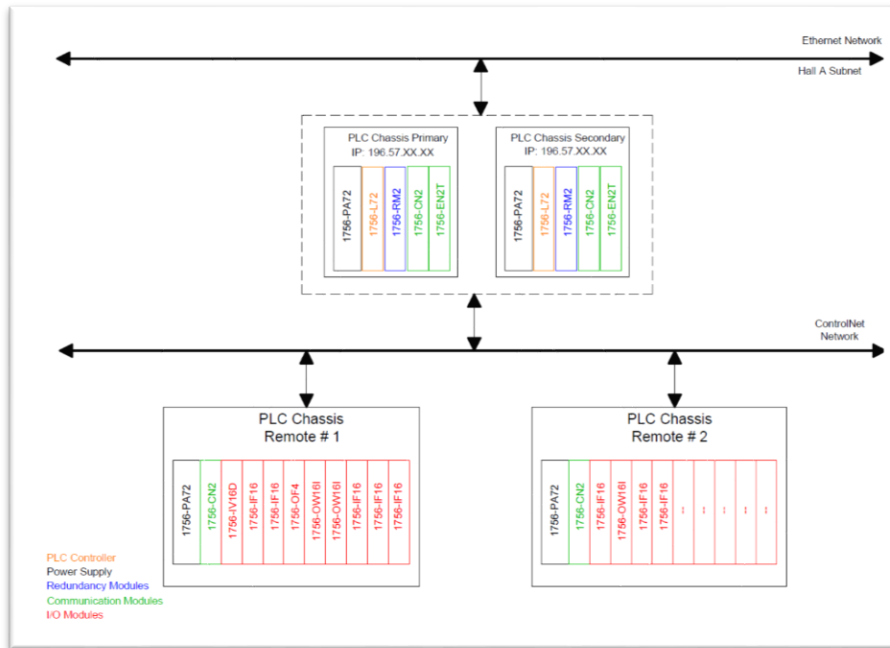 Ethernet Network
Hall A Subnet
PLC Chassis Primary
IP: 196.57.XX.XX
1756-PA72
1756-L72
1756-RM2
1756-CN2
1756-EN2T
PLC Chassis Secondary
IP: 196.57.XX.XX
1756-PA72
1756-L72
1756-RM2
1756-CN2
1756-EN2T
ControlNet
Network
PLC Chassis
Remote # 1
1756-PA72
1756-CN2
1756-IV16D
1756-IF16
1756-IF16
1756-OF4
1756-OW16I
1756-OW16I
1756-IF16
1756-IF16
1756-IF16
PLC Chassis
Remote # 2
1756-PA72
1756-CN2
1756-IF16
1756-OW16I
1756-IF16
1756-IF16
--
--
--
--
--
PLC Controller
Power Supply
Redundancy Modules
Communication Modules
I/O Modules